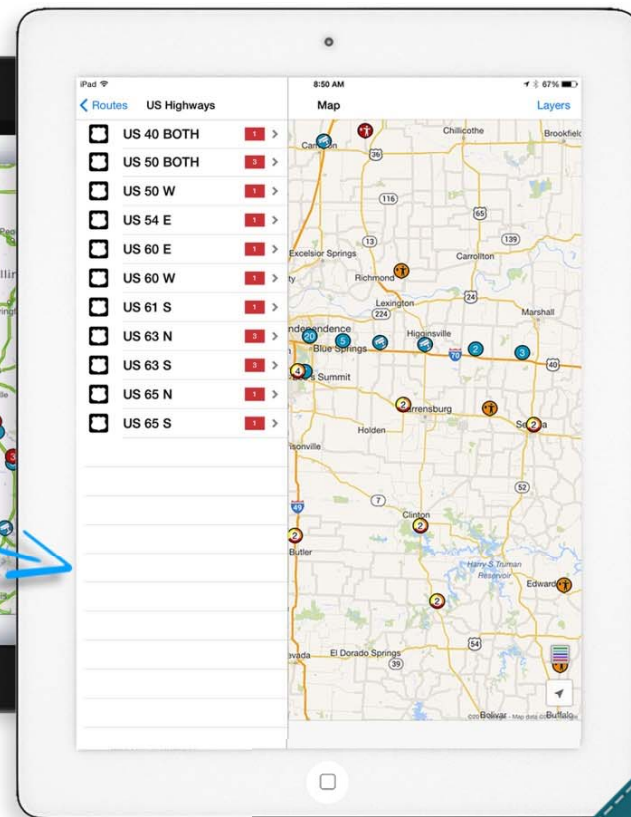 iPad
8:50 AM
67%
Routes
US Highways
Map
Layers
US 40 BOTH 1
US 50 BOTH 3
US 50 W 1
US 54 E 1
US 60 E 1
US 60 W 1
US 61 S 1
US 63 N 3
US 63 S 3
US 65 N 1
US 65 S 1
Chillicothe
Brookfield
36
116
65
13
139
Excelsior Springs
Carrollton
Richmond
24
Lexington
224
Marshall
Independence
20
5
Higginsville
2
3
Blue Springs
70
40
4
Summit
2
Warrensburg
2
Holden
52
7
49
Clinton
2
2
Butler
Harry S Truman
Reservoir
Edward
2
54
El Dorado Springs
39
Bolivar
Buffalo
3